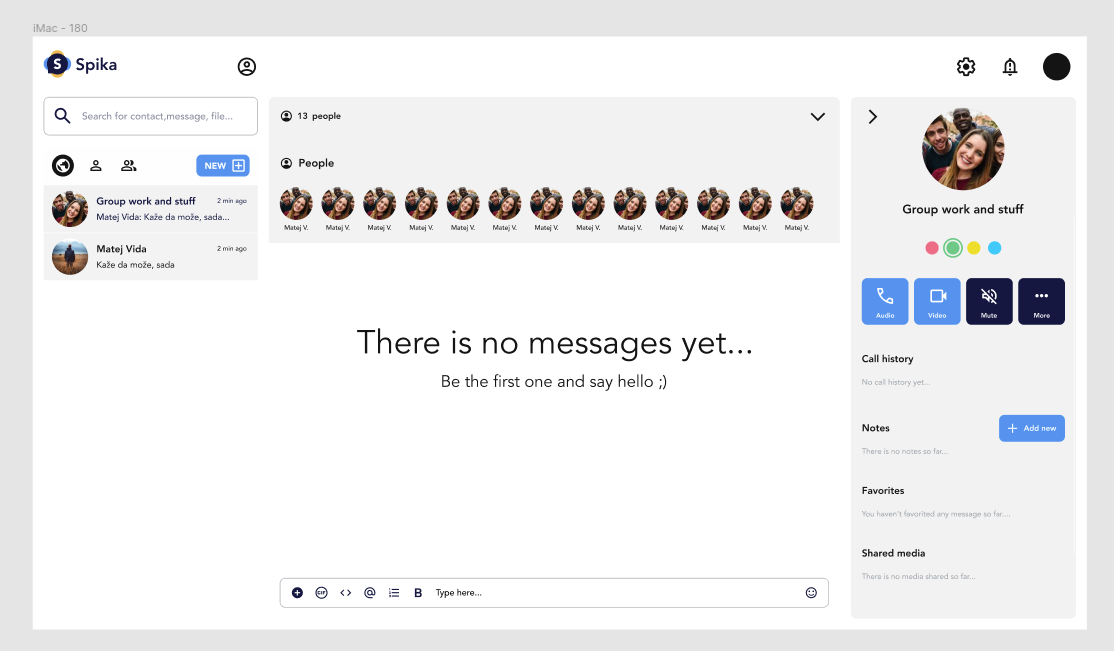 iMac - 180
S Spika
Search for contact,message, file...
NEW
Group work and stuff 2 min ago
Matej Vida: Kaže da može, sada...
Matej Vida 2 min ago
Kaže da može, sada
13 people
People
Matej V. Matej V. Matej V. Matej V. Matej V. Matej V. Matej V. Matej V. Matej V. Matej V. Matej V. Matej V. Matej V.
There is no messages yet...
Be the first one and say hello ;)
GIF @ B Type here...
Group work and stuff
Audio Video Mute More
Call history
No call history yet...
Notes Add new
There is no notes so far...
Favorites
You haven't favorited any message so far....
Shared media
There is no media shared so far...